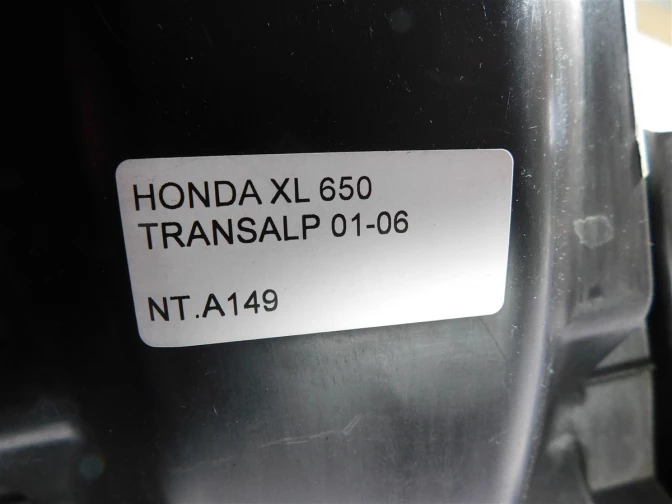 HONDA XL 650
TRANSALP 01-06
NT.A149